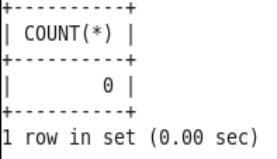 +----------+
| COUNT(*) |
+----------+
|        0 |
+----------+
1 row in set (0.00 sec)